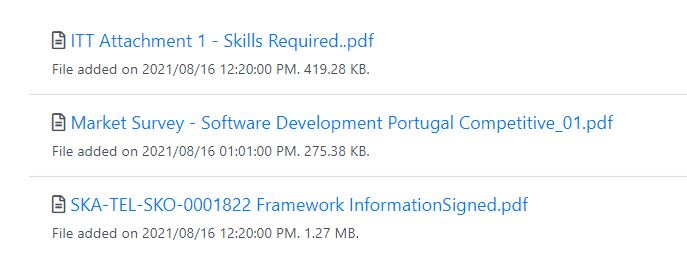 ITT Attachment 1 - Skills Required..pdf
File added on 2021/08/16 12:20:00 PM. 419.28 KB.
Market Survey - Software Development Portugal Competitive_01.pdf
File added on 2021/08/16 01:01:00 PM. 275.38 KB.
SKA-TEL-SKO-0001822 Framework InformationSigned.pdf
File added on 2021/08/16 12:20:00 PM. 1.27 MB.